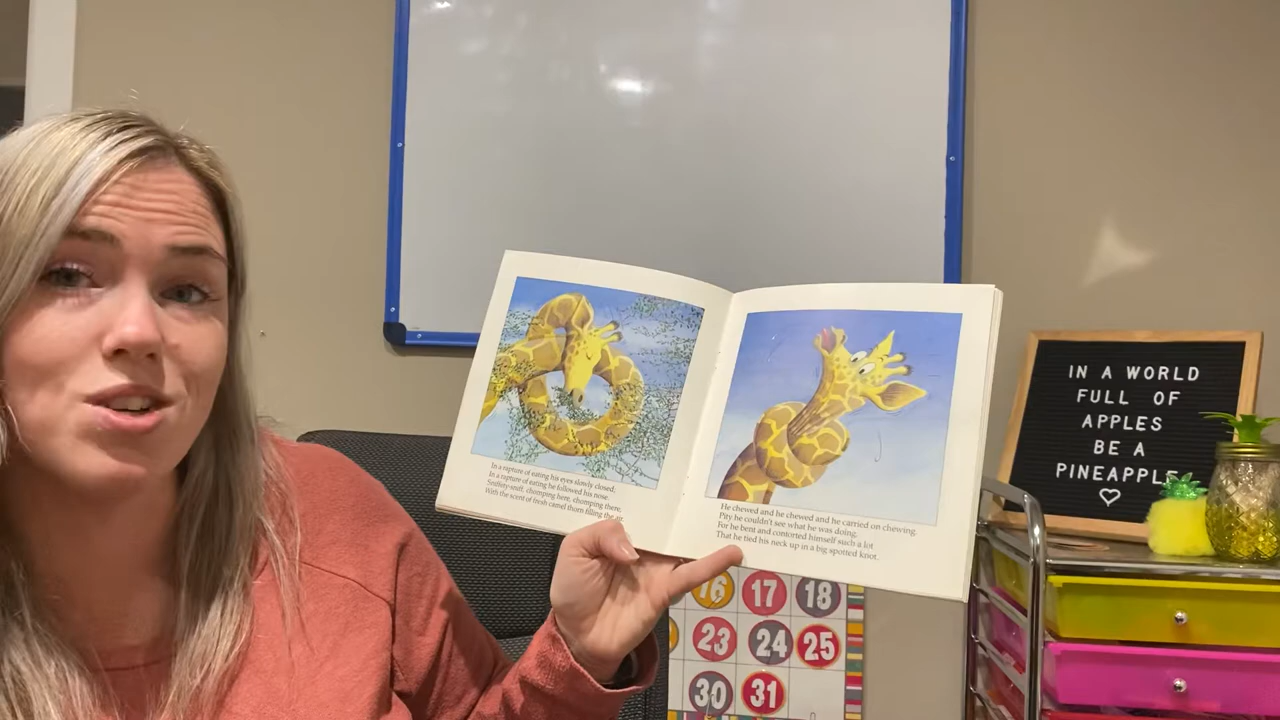 In a rapture of eating his eyes slowly closed,
In a rapture of eating he followed his nose.
Sniffety-snuff, chomping here, chomping there,
With the scent of fresh camel thorn filling the air.
He chewed and he chewed and he carried on chewing.
Pity he couldn't see what he was doing,
For he bent and contorted himself such a lot
That he tied his neck up in a big spotted knot.
IN A WORLD
FULL OF
APPLES
BE A
PINEAPPLE
16 17 18
23 24 25
30 31